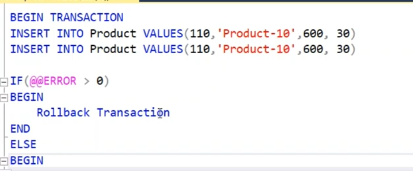 BEGIN TRANSACTION
INSERT INTO Product VALUES(110,'Product-10',600, 30)
INSERT INTO Product VALUES(110,'Product-10',600, 30)
IF(@@ERROR > 0)
BEGIN
Rollback Transaction
END
ELSE
BEGIN